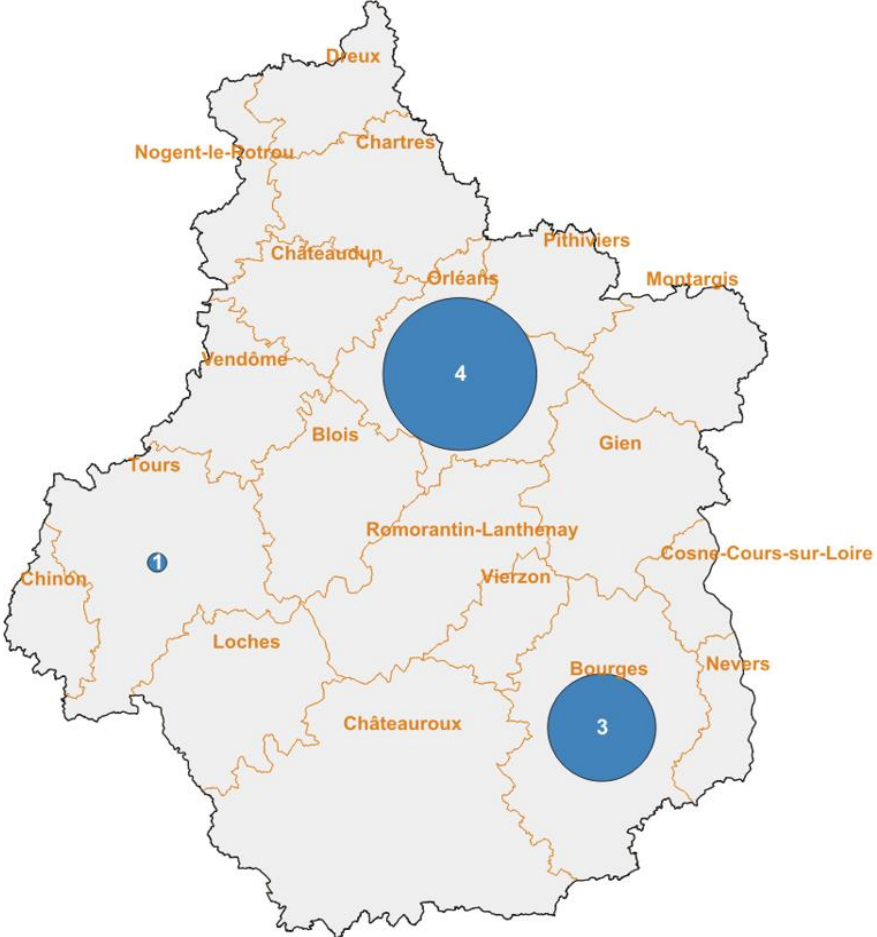 Dreux
Chartres
Nogent-le-Rotrou
Pithiviers
Châteaudun
Orléans
Montargis
Vendôme
4
Blois
Gien
Tours
Romorantin-Lanthenay
Cosne-Cours-sur-Loire
1
Chinon
Vierzon
Loches
Bourges
Nevers
Châteauroux
3